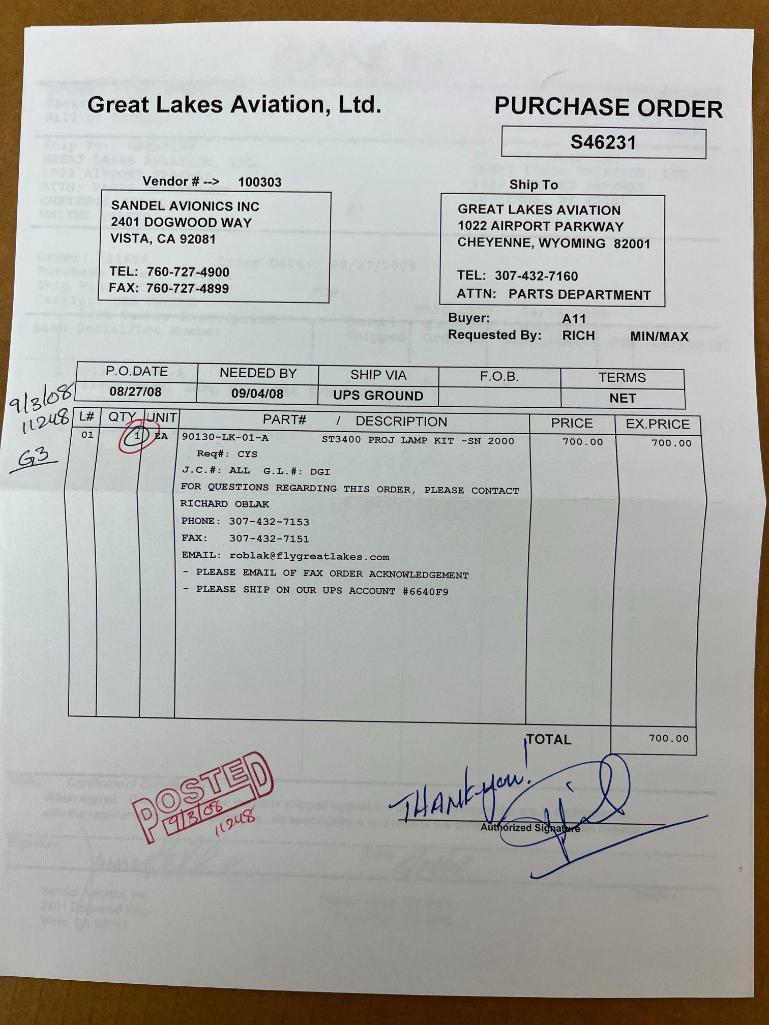 Great Lakes Aviation, Ltd.
PURCHASE ORDER
S46231
Vendor # --> 100303
SANDEL AVIONICS INC
2401 DOGWOOD WAY
VISTA, CA 92081
TEL: 760-727-4900
FAX: 760-727-4899
Ship To
GREAT LAKES AVIATION
1022 AIRPORT PARKWAY
CHEYENNE, WYOMING 82001
TEL: 307-432-7160
ATTN: PARTS DEPARTMENT
Buyer: A11
Requested By: RICH MIN/MAX
P.O.DATE NEEDED BY SHIP VIA F.O.B. TERMS
08/27/08 09/04/08 UPS GROUND NET
9/3/08
11248
G3
L# QTY UNIT PART# / DESCRIPTION PRICE EX.PRICE
01 1 EA 90130-LK-01-A ST3400 PROJ LAMP KIT -SN 2000 700.00 700.00
Req#: CYS
J.C.#: ALL G.L.#: DGI
FOR QUESTIONS REGARDING THIS ORDER, PLEASE CONTACT
RICHARD OBLAK
PHONE: 307-432-7153
FAX: 307-432-7151
EMAIL: roblak@flygreatlakes.com
- PLEASE EMAIL OF FAX ORDER ACKNOWLEDGEMENT
- PLEASE SHIP ON OUR UPS ACCOUNT #6640F9
TOTAL 700.00
POSTED
9/3/08
11248
THANK you!
Authorized Signature